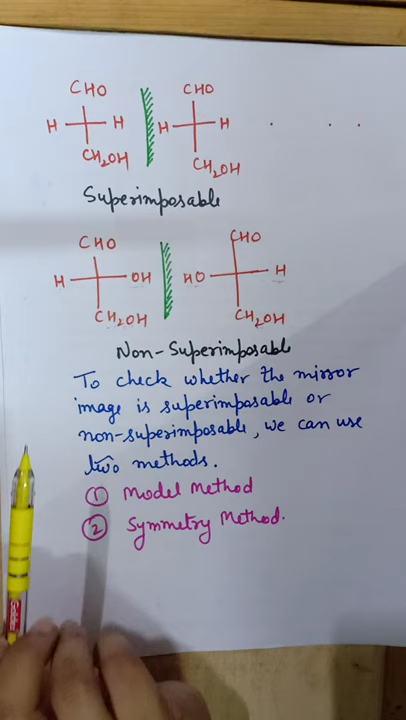 CHO CHO
H H H H
CH₂OH CH₂OH
Superimposable
CHO CHO
H OH HO H
CH₂OH CH₂OH
Non-Superimposable
To check whether the mirror
image is superimposable or
non-superimposable, we can use
two methods.
① Model Method
② Symmetry Method.